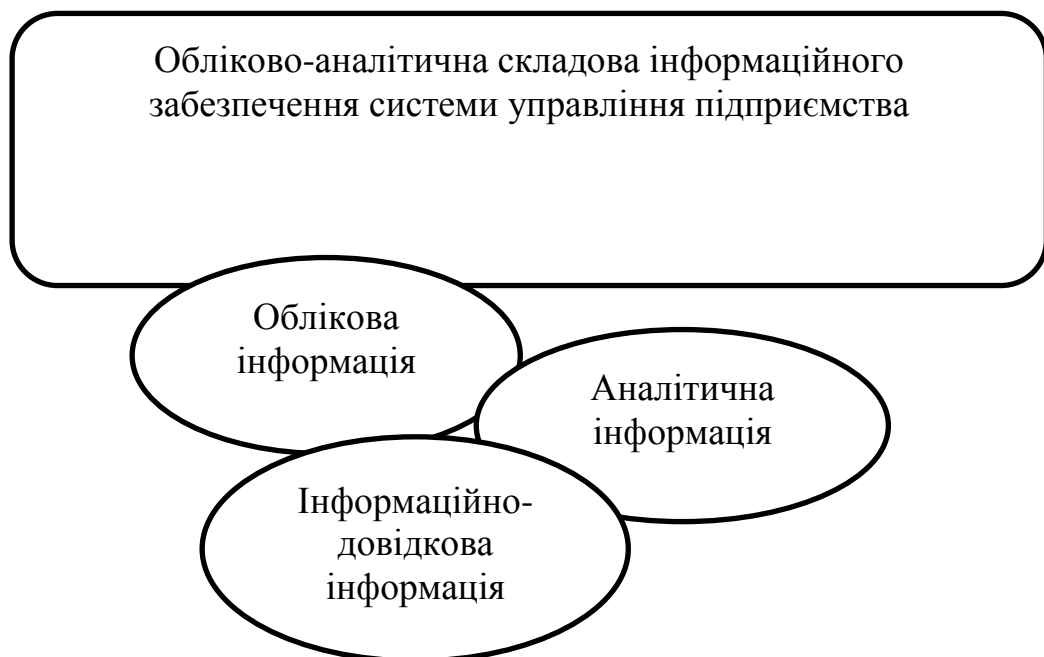 Обліково-аналітична складова інформаційного
забезпечення системи управління підприємства
Облікова
інформація
Аналітична
інформація
Інформаційно-
довідкова
інформація